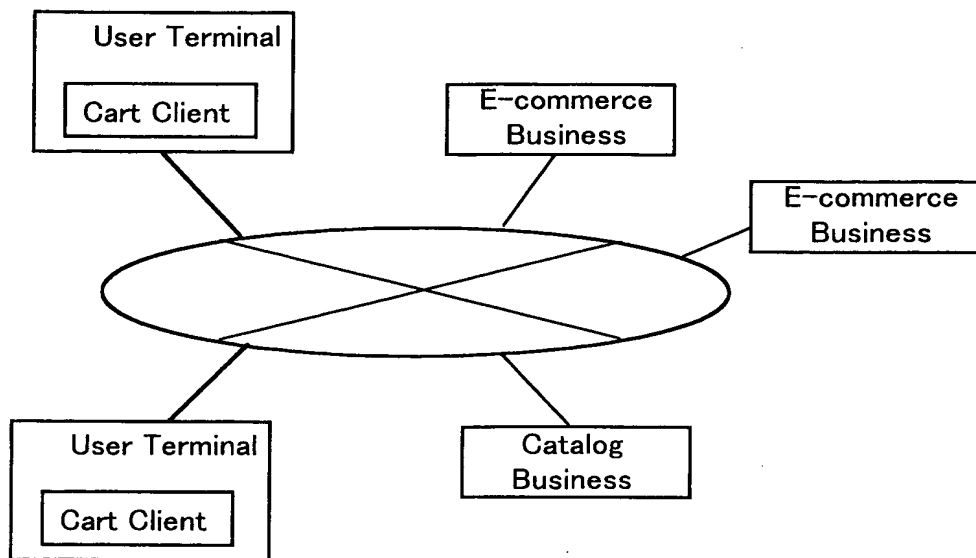 User Terminal
Cart Client
E-commerce
Business
E-commerce
Business
User Terminal
Cart Client
Catalog
Business